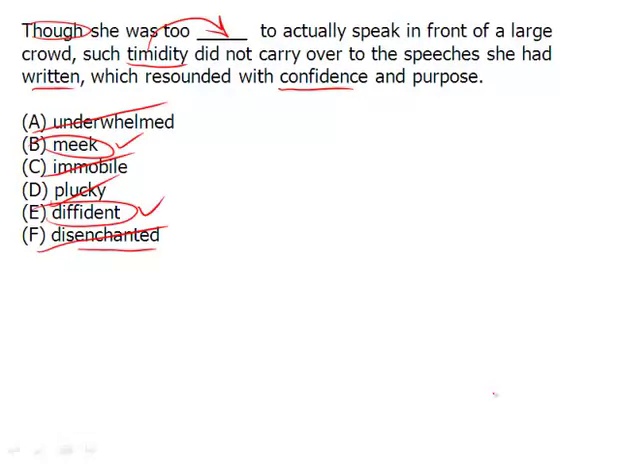 Though she was too _____ to actually speak in front of a large
crowd, such timidity did not carry over to the speeches she had
written, which resounded with confidence and purpose.
(A) underwhelmed
(B) meek
(C) immobile
(D) plucky
(E) diffident
(F) disenchanted